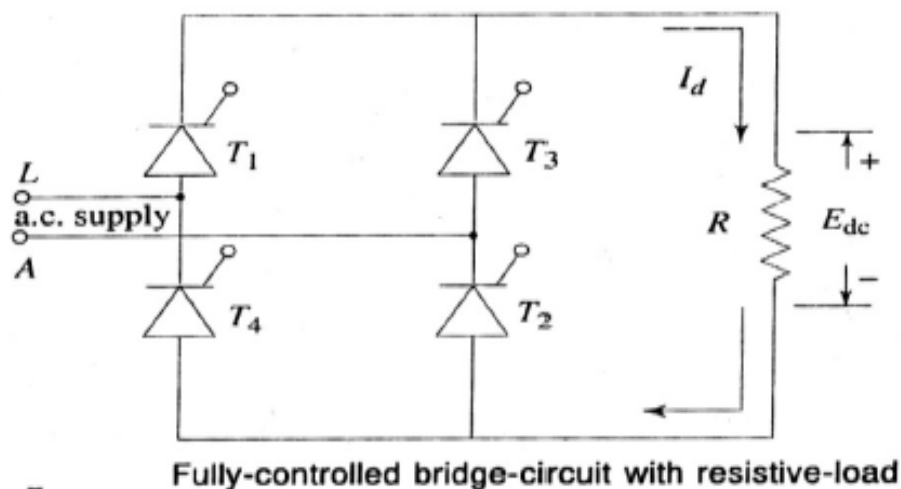 I_d
T_1
T_3
L
a.c. supply
A
R
+
E_dc
−
T_4
T_2
Fully-controlled bridge-circuit with resistive-load